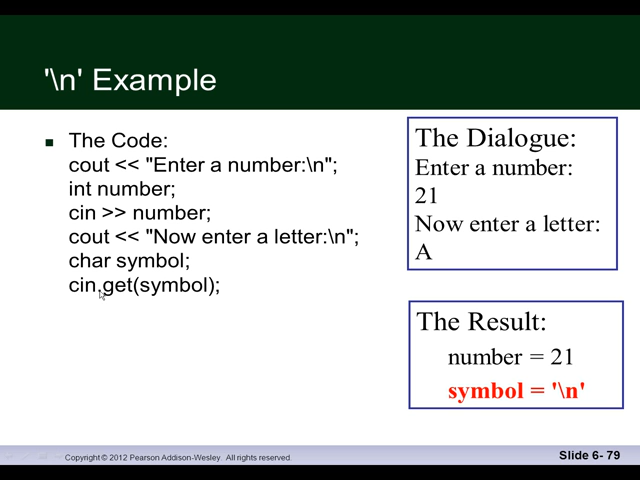 '\n' Example
The Code:
cout << "Enter a number:\n";
int number;
cin >> number;
cout << "Now enter a letter:\n";
char symbol;
cin.get(symbol);
The Dialogue:
Enter a number:
21
Now enter a letter:
A
The Result:
number = 21
symbol = '\n'
Copyright © 2012 Pearson Addison-Wesley. All rights reserved.
Slide 6- 79